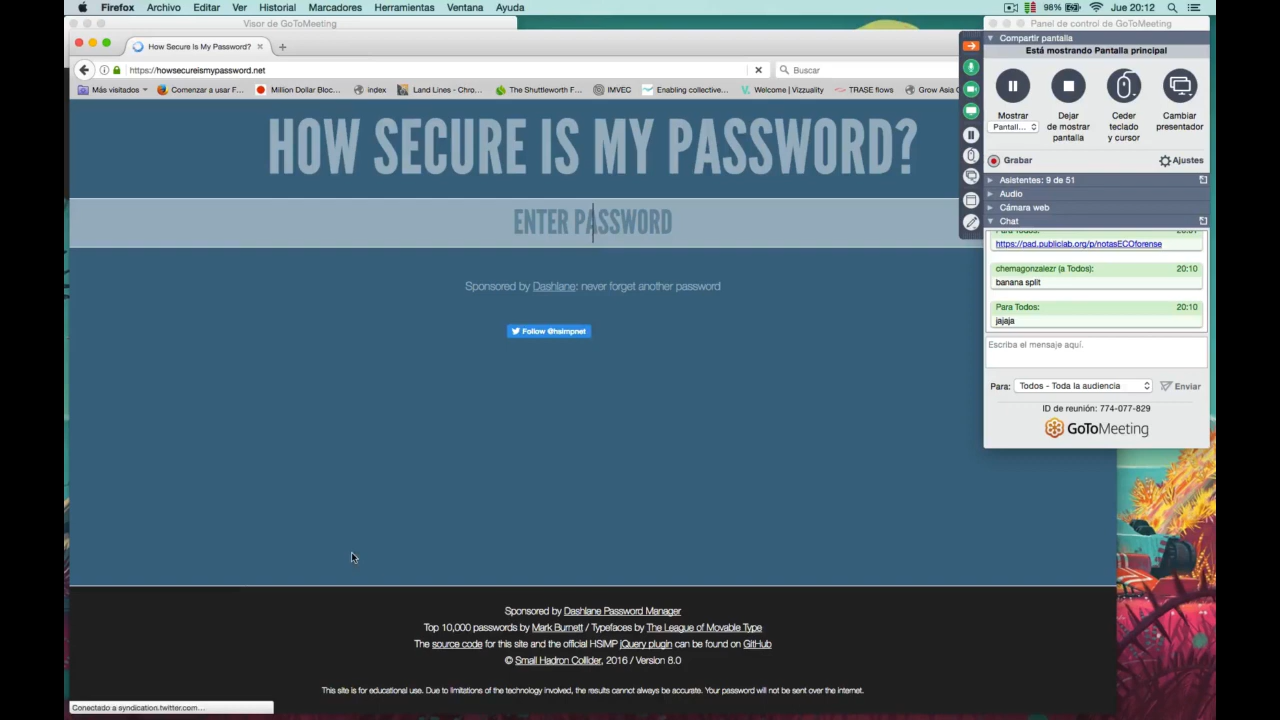 Firefox Archivo Editar Ver Historial Marcadores Herramientas Ventana Ayuda 98% Jue 20:12
Visor de GoToMeeting
Panel de control de GoToMeeting
How Secure Is My Password?
https://howsecureismypassword.net
Buscar
Más visitados Comenzar a usar F... Million Dollar Bloc... index Land Lines - Chro... The Shuttleworth F... IMVEC Enabling collective... Welcome | Vizzuality TRASE flows Grow Asia
HOW SECURE IS MY PASSWORD?
ENTER PASSWORD
Sponsored by Dashlane: never forget another password
Follow @hsimpnet
Sponsored by Dashlane Password Manager
Top 10,000 passwords by Mark Burnett / Typefaces by The League of Movable Type
The source code for this site and the official HSIMP jQuery plugin can be found on GitHub
© Small Hadron Collider, 2016 / Version 8.0
This site is for educational use. Due to limitations of the technology involved, the results cannot always be accurate. Your password will not be sent over the internet.
Conectado a syndication.twitter.com...
Compartir pantalla
Está mostrando Pantalla principal
Mostrar
Pantall...
Dejar
de mostrar
pantalla
Ceder
teclado
y cursor
Cambiar
presentador
Grabar
Ajustes
Asistentes: 9 de 51
Audio
Cámara web
Chat
https://pad.publiclab.org/p/notasECOforense
chemagonzalezr (a Todos): 20:10
banana split
Para Todos: 20:10
jajaja
Escriba el mensaje aquí.
Para: Todos - Toda la audiencia Enviar
ID de reunión: 774-077-829
GoToMeeting